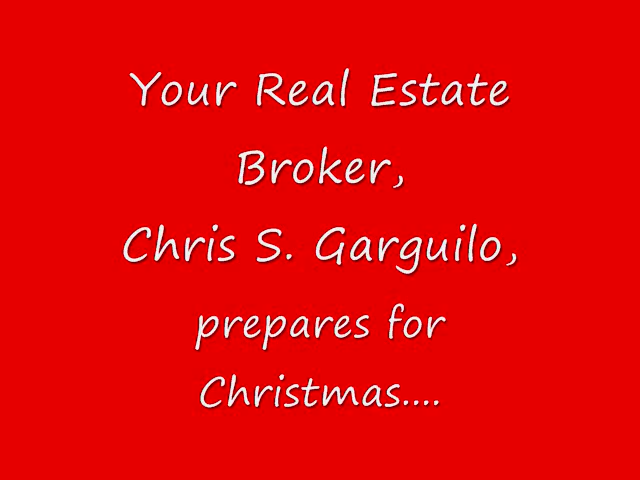 Your Real Estate
Broker,
Chris S. Garguilo,
prepares for
Christmas....